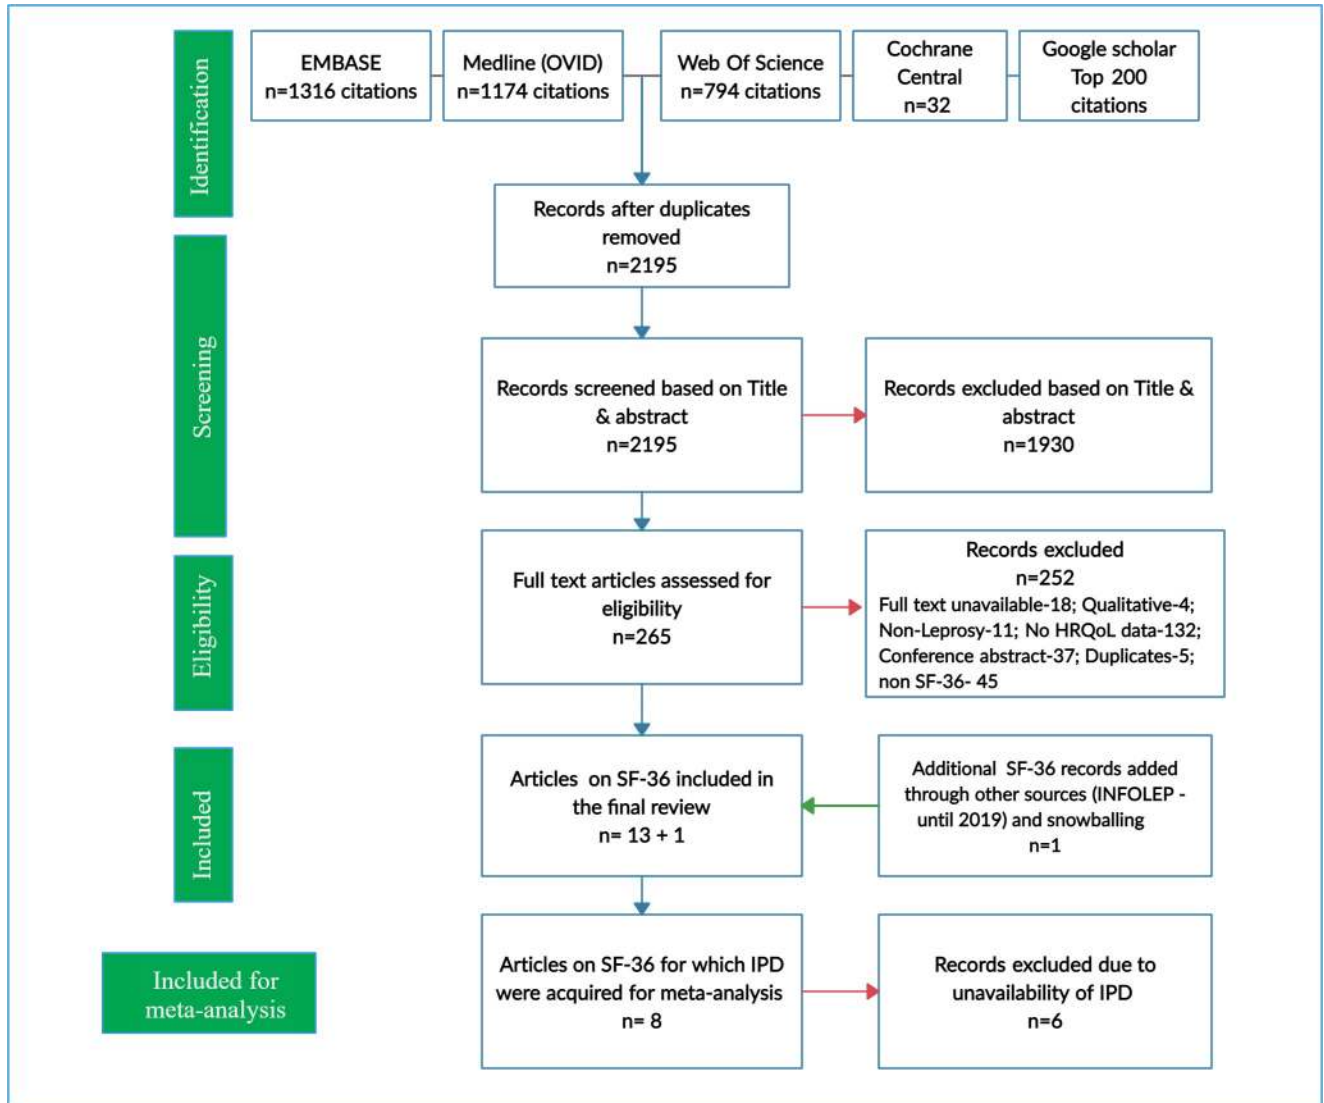 Identification
EMBASE
n=1316 citations
Medline (OVID)
n=1174 citations
Web Of Science
n=794 citations
Cochrane
Central
n=32
Google scholar
Top 200
citations
Records after duplicates
removed
n=2195
Screening
Records screened based on Title
& abstract
n=2195
Records excluded based on Title &
abstract
n=1930
Eligibility
Full text articles assessed for
eligibility
n=265
Records excluded
n=252
Full text unavailable-18; Qualitative-4;
Non-Leprosy-11; No HRQoL data-132;
Conference abstract-37; Duplicates-5;
non SF-36- 45
Included
Articles on SF-36 included in
the final review
n= 13 + 1
Additional SF-36 records added
through other sources (INFOLEP -
until 2019) and snowballing
n=1
Included for
meta-analysis
Articles on SF-36 for which IPD
were acquired for meta-analysis
n= 8
Records excluded due to
unavailability of IPD
n=6